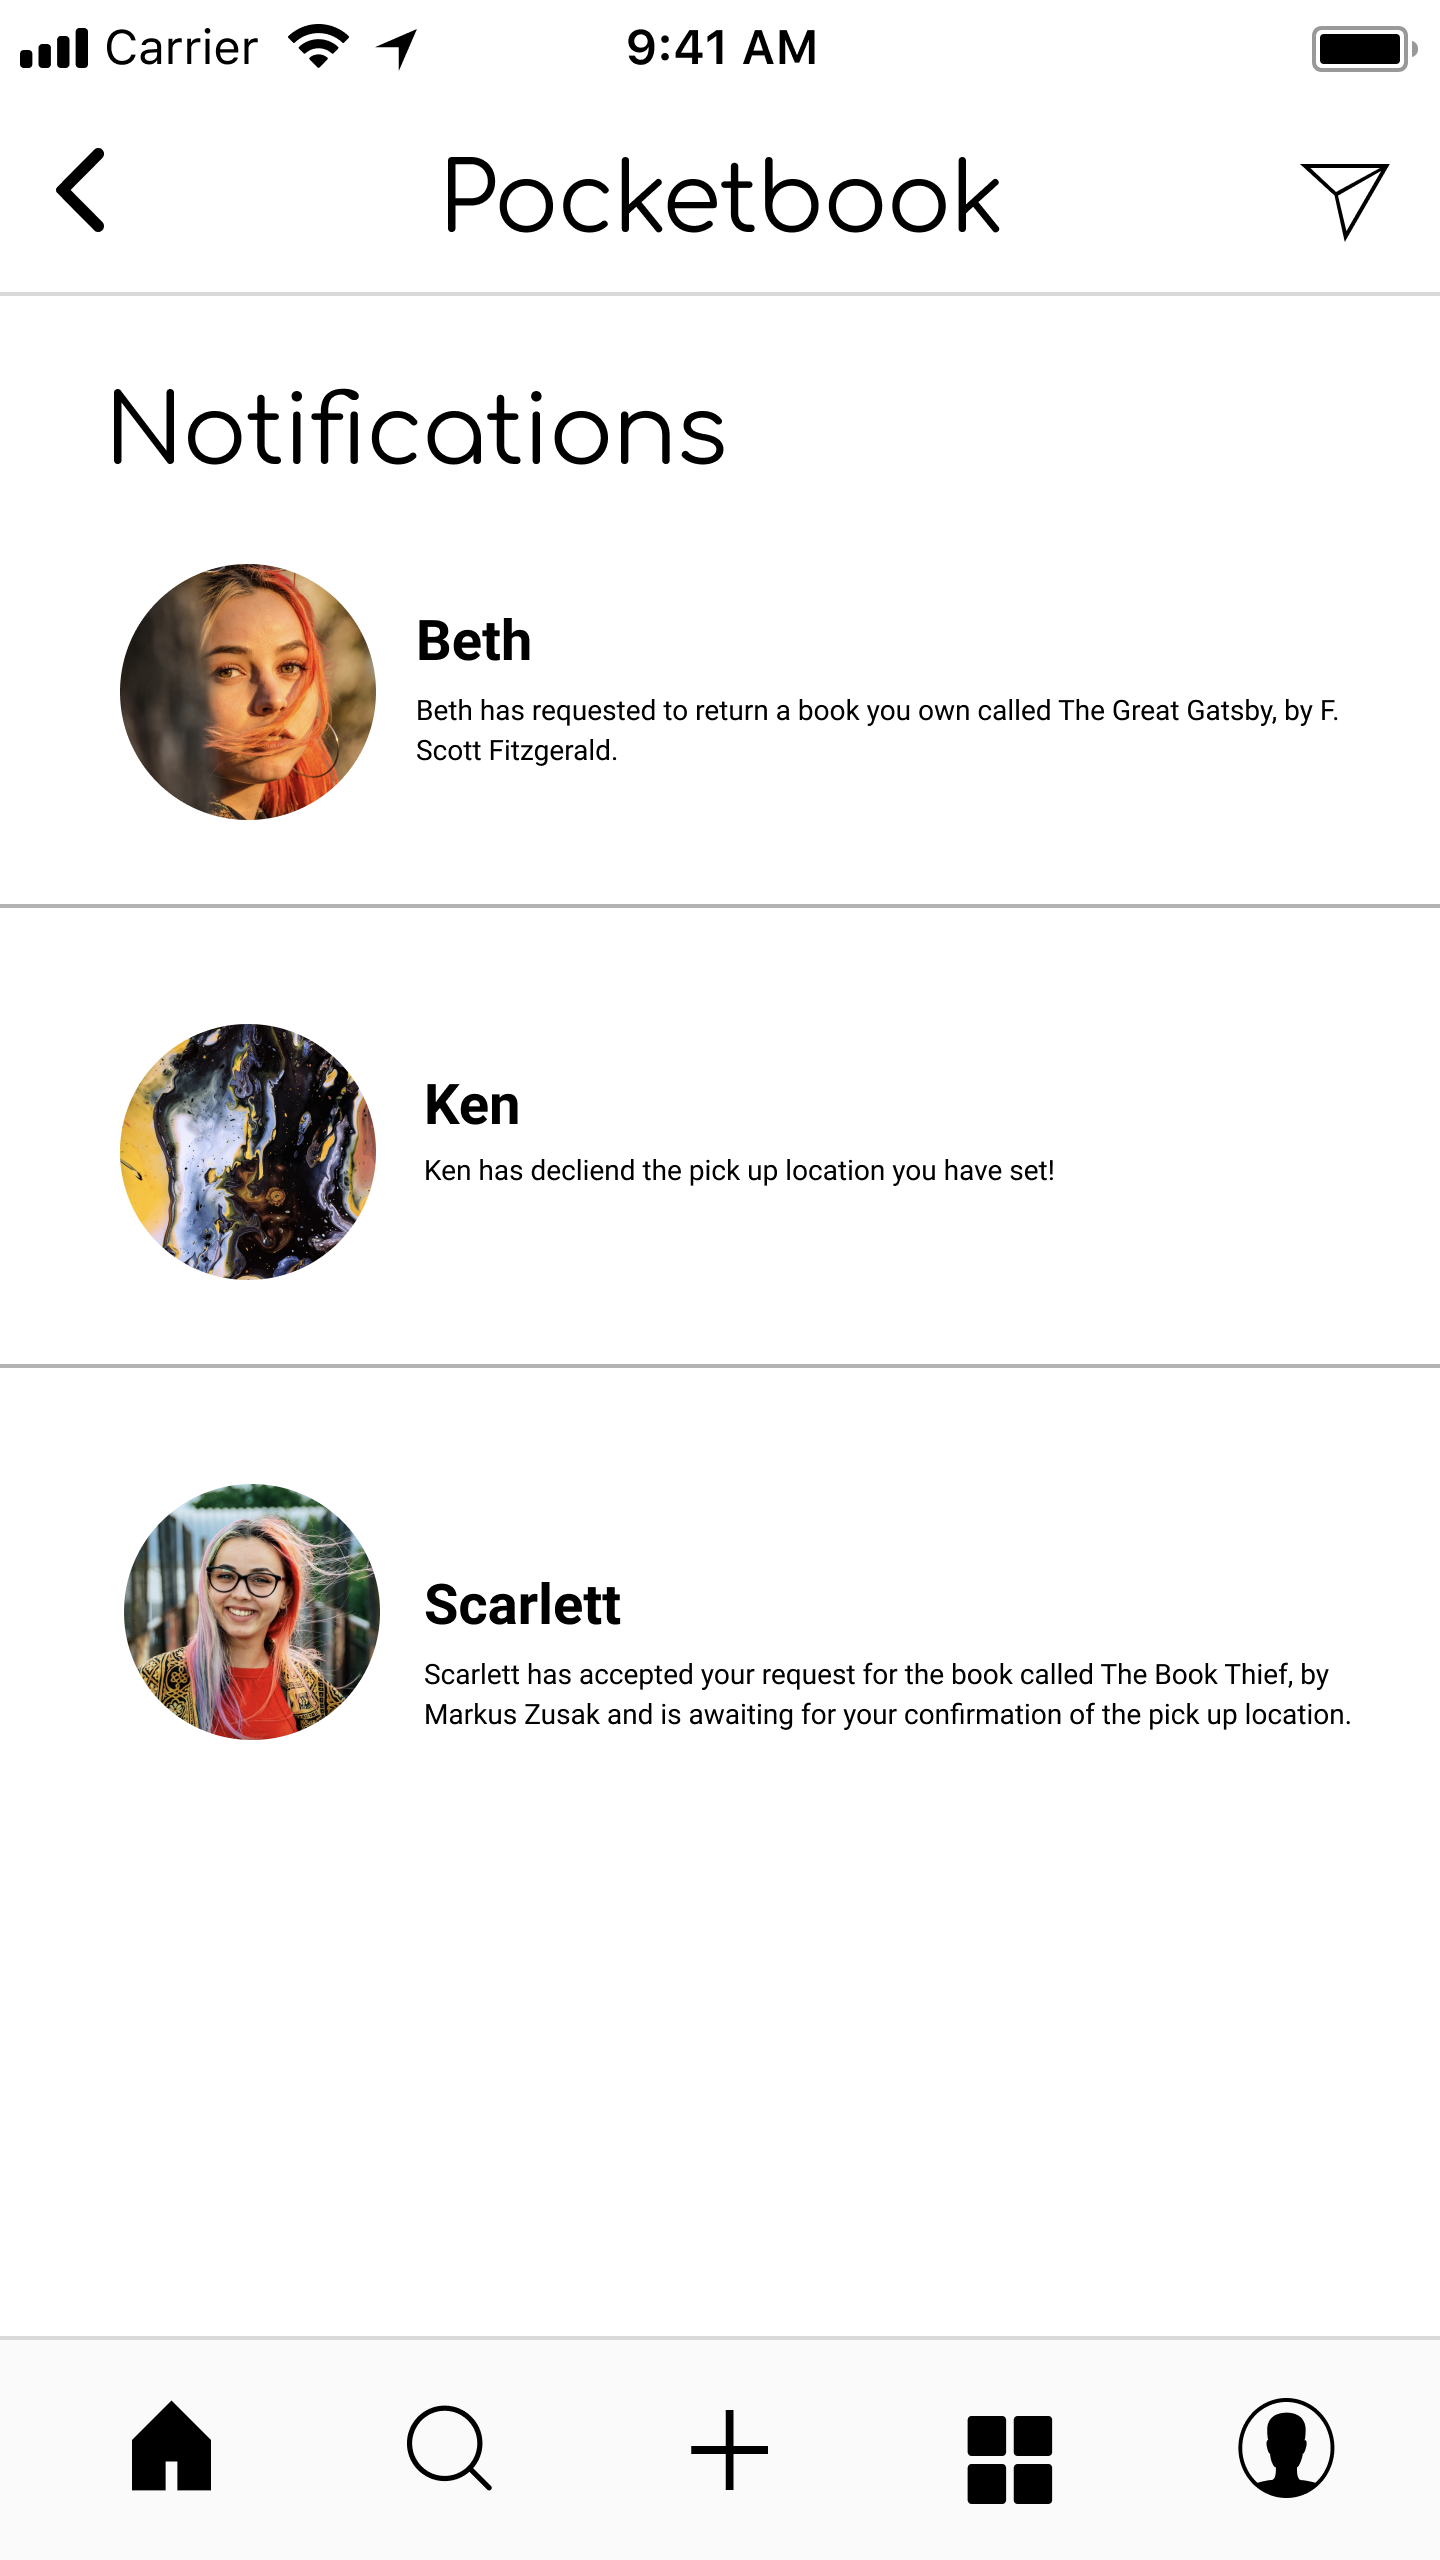 Carrier
9:41 AM
Pocketbook
Notifications
Beth
Beth has requested to return a book you own called The Great Gatsby, by F.
Scott Fitzgerald.
Ken
Ken has decliend the pick up location you have set!
Scarlett
Scarlett has accepted your request for the book called The Book Thief, by
Markus Zusak and is awaiting for your confirmation of the pick up location.